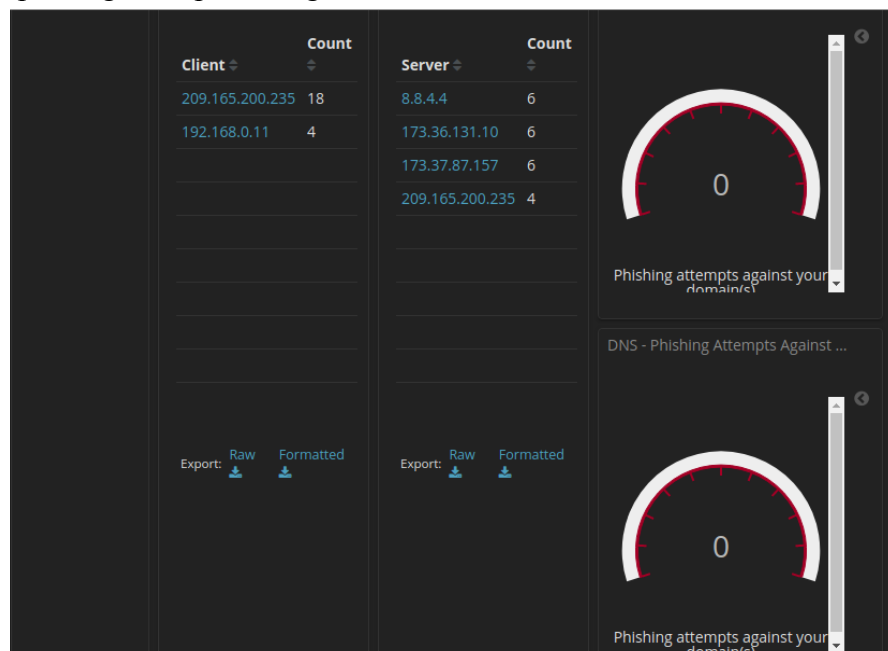 Client Count
209.165.200.235 18
192.168.0.11 4
Export: Raw Formatted
Server Count
8.8.4.4 6
173.36.131.10 6
173.37.87.157 6
209.165.200.235 4
Export: Raw Formatted
0
Phishing attempts against your
domain(s)
DNS - Phishing Attempts Against ...
0
Phishing attempts against your
domain(s)